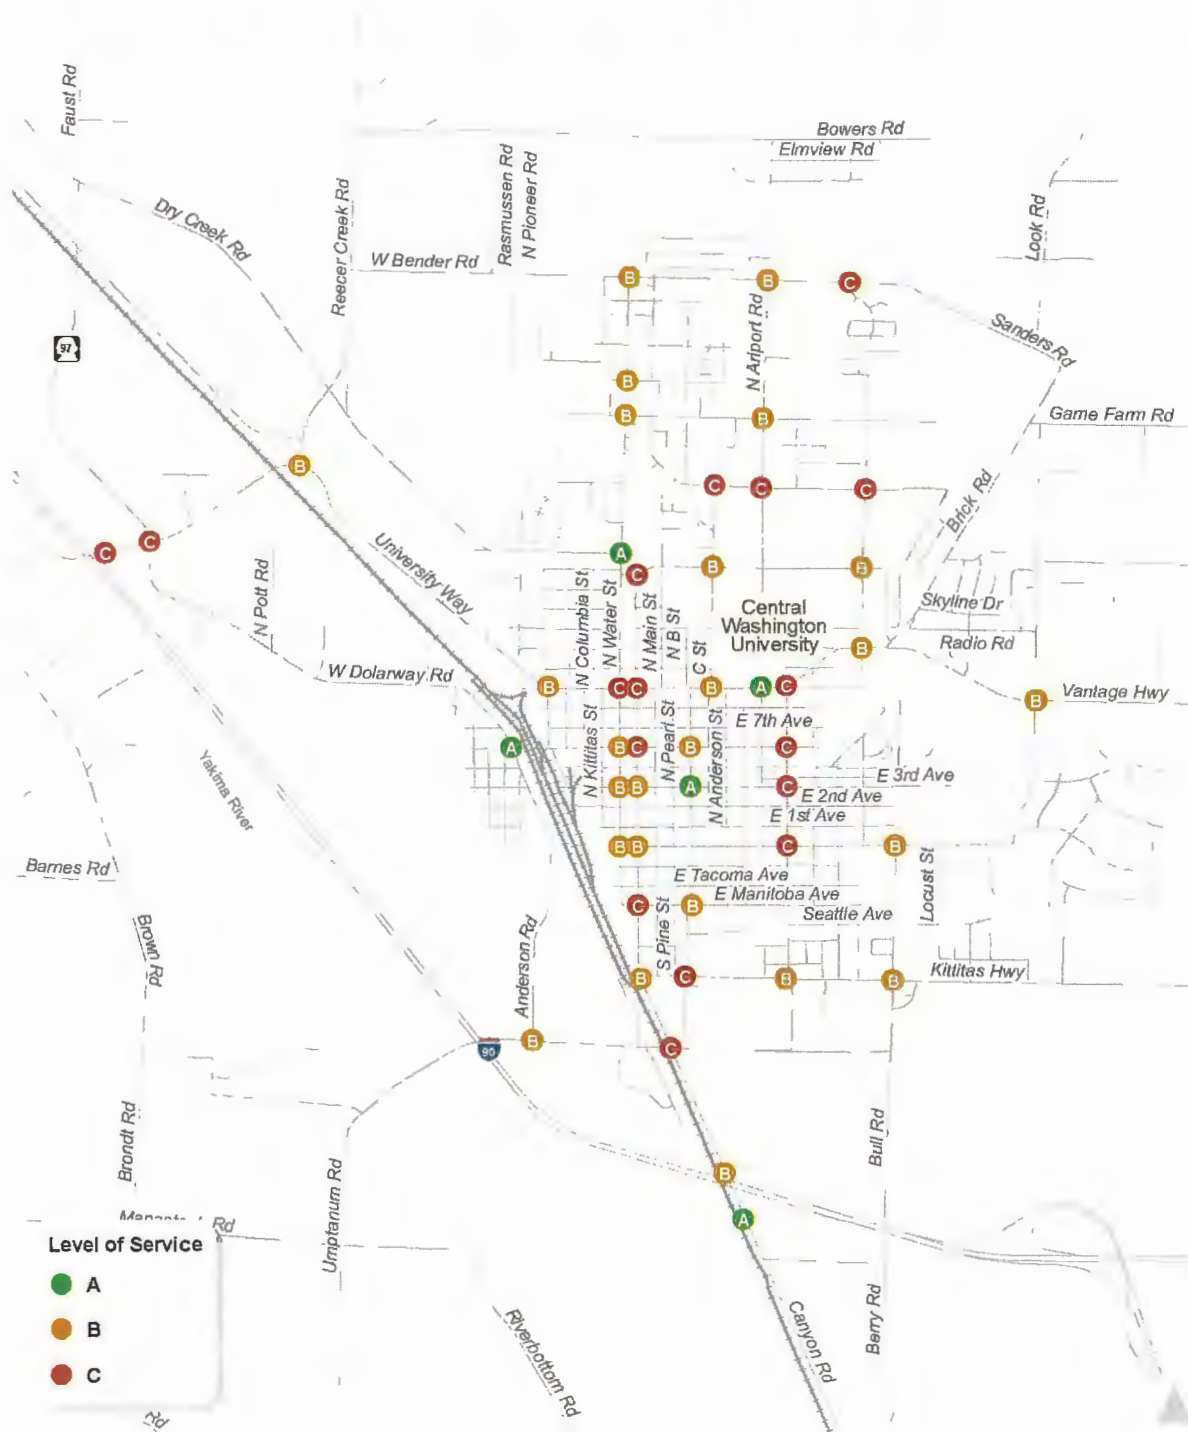 Faust Rd
Bowers Rd
Elmview Rd
Rasmussen Rd
N Pioneer Rd
Reecer Creek Rd
Dry Creek Rd
Look Rd
W Bender Rd
B
B
C
97
N Ariport Rd
Sanders Rd
B
B
B
Game Farm Rd
B
C
C
C
Brick Rd
C
C
University Way
A
C
B
B
N Pott Rd
N Columbia St
N Water St
N Main St
N B St
C St
Skyline Dr
Central
Washington
University
Radio Rd
B
W Dolarway Rd
B
C
C
B
A
C
B
Vantage Hwy
E 7th Ave
N Kittitas St
N Pearl St
N Anderson St
A
B
C
B
C
Yakima River
E 3rd Ave
B
B
A
C
E 2nd Ave
E 1st Ave
B
B
C
B
Barnes Rd
E Tacoma Ave
E Manitoba Ave
Locust St
C
B
Seattle Ave
Brown Rd
Anderson Rd
S Pine St
B
C
B
B
Kittitas Hwy
90
B
C
Brondt Rd
Umptanum Rd
Bull Rd
B
A
Rd
Level of Service
A
B
C
Riverbottom Rd
Canyon Rd
Berry Rd
Rd